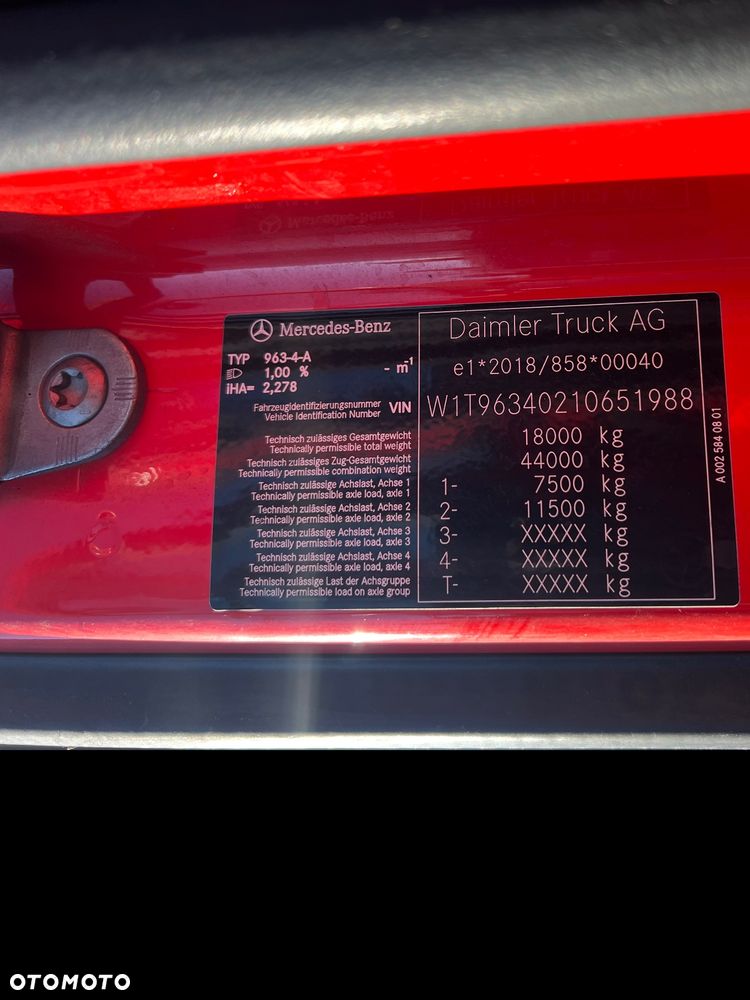 Mercedes-Benz
TYP 963-4-A
1,00 % - m⁻¹
iHA= 2,278
Fahrzeugidentifizierungsnummer
Vehicle Identification Number VIN
Technisch zulässiges Gesamtgewicht
Technically permissible total weight
Technisch zulässiges Zug-Gesamtgewicht
Technically permissible combination weight
Technisch zulässige Achslast, Achse 1
Technically permissible axle load, axle 1
Technisch zulässige Achslast, Achse 2
Technically permissible axle load, axle 2
Technisch zulässige Achslast, Achse 3
Technically permissible axle load, axle 3
Technisch zulässige Achslast, Achse 4
Technically permissible axle load, axle 4
Technisch zulässige Last der Achsgruppe
Technically permissible load on axle group
Daimler Truck AG
e1*2018/858*00040
W1T96340210651988
18000 kg
44000 kg
1- 7500 kg
2- 11500 kg
3- XXXXX kg
4- XXXXX kg
T- XXXXX kg
A 002 584 08 01
Mercedes-Benz
Daimler Truck AG
OTOMOTO